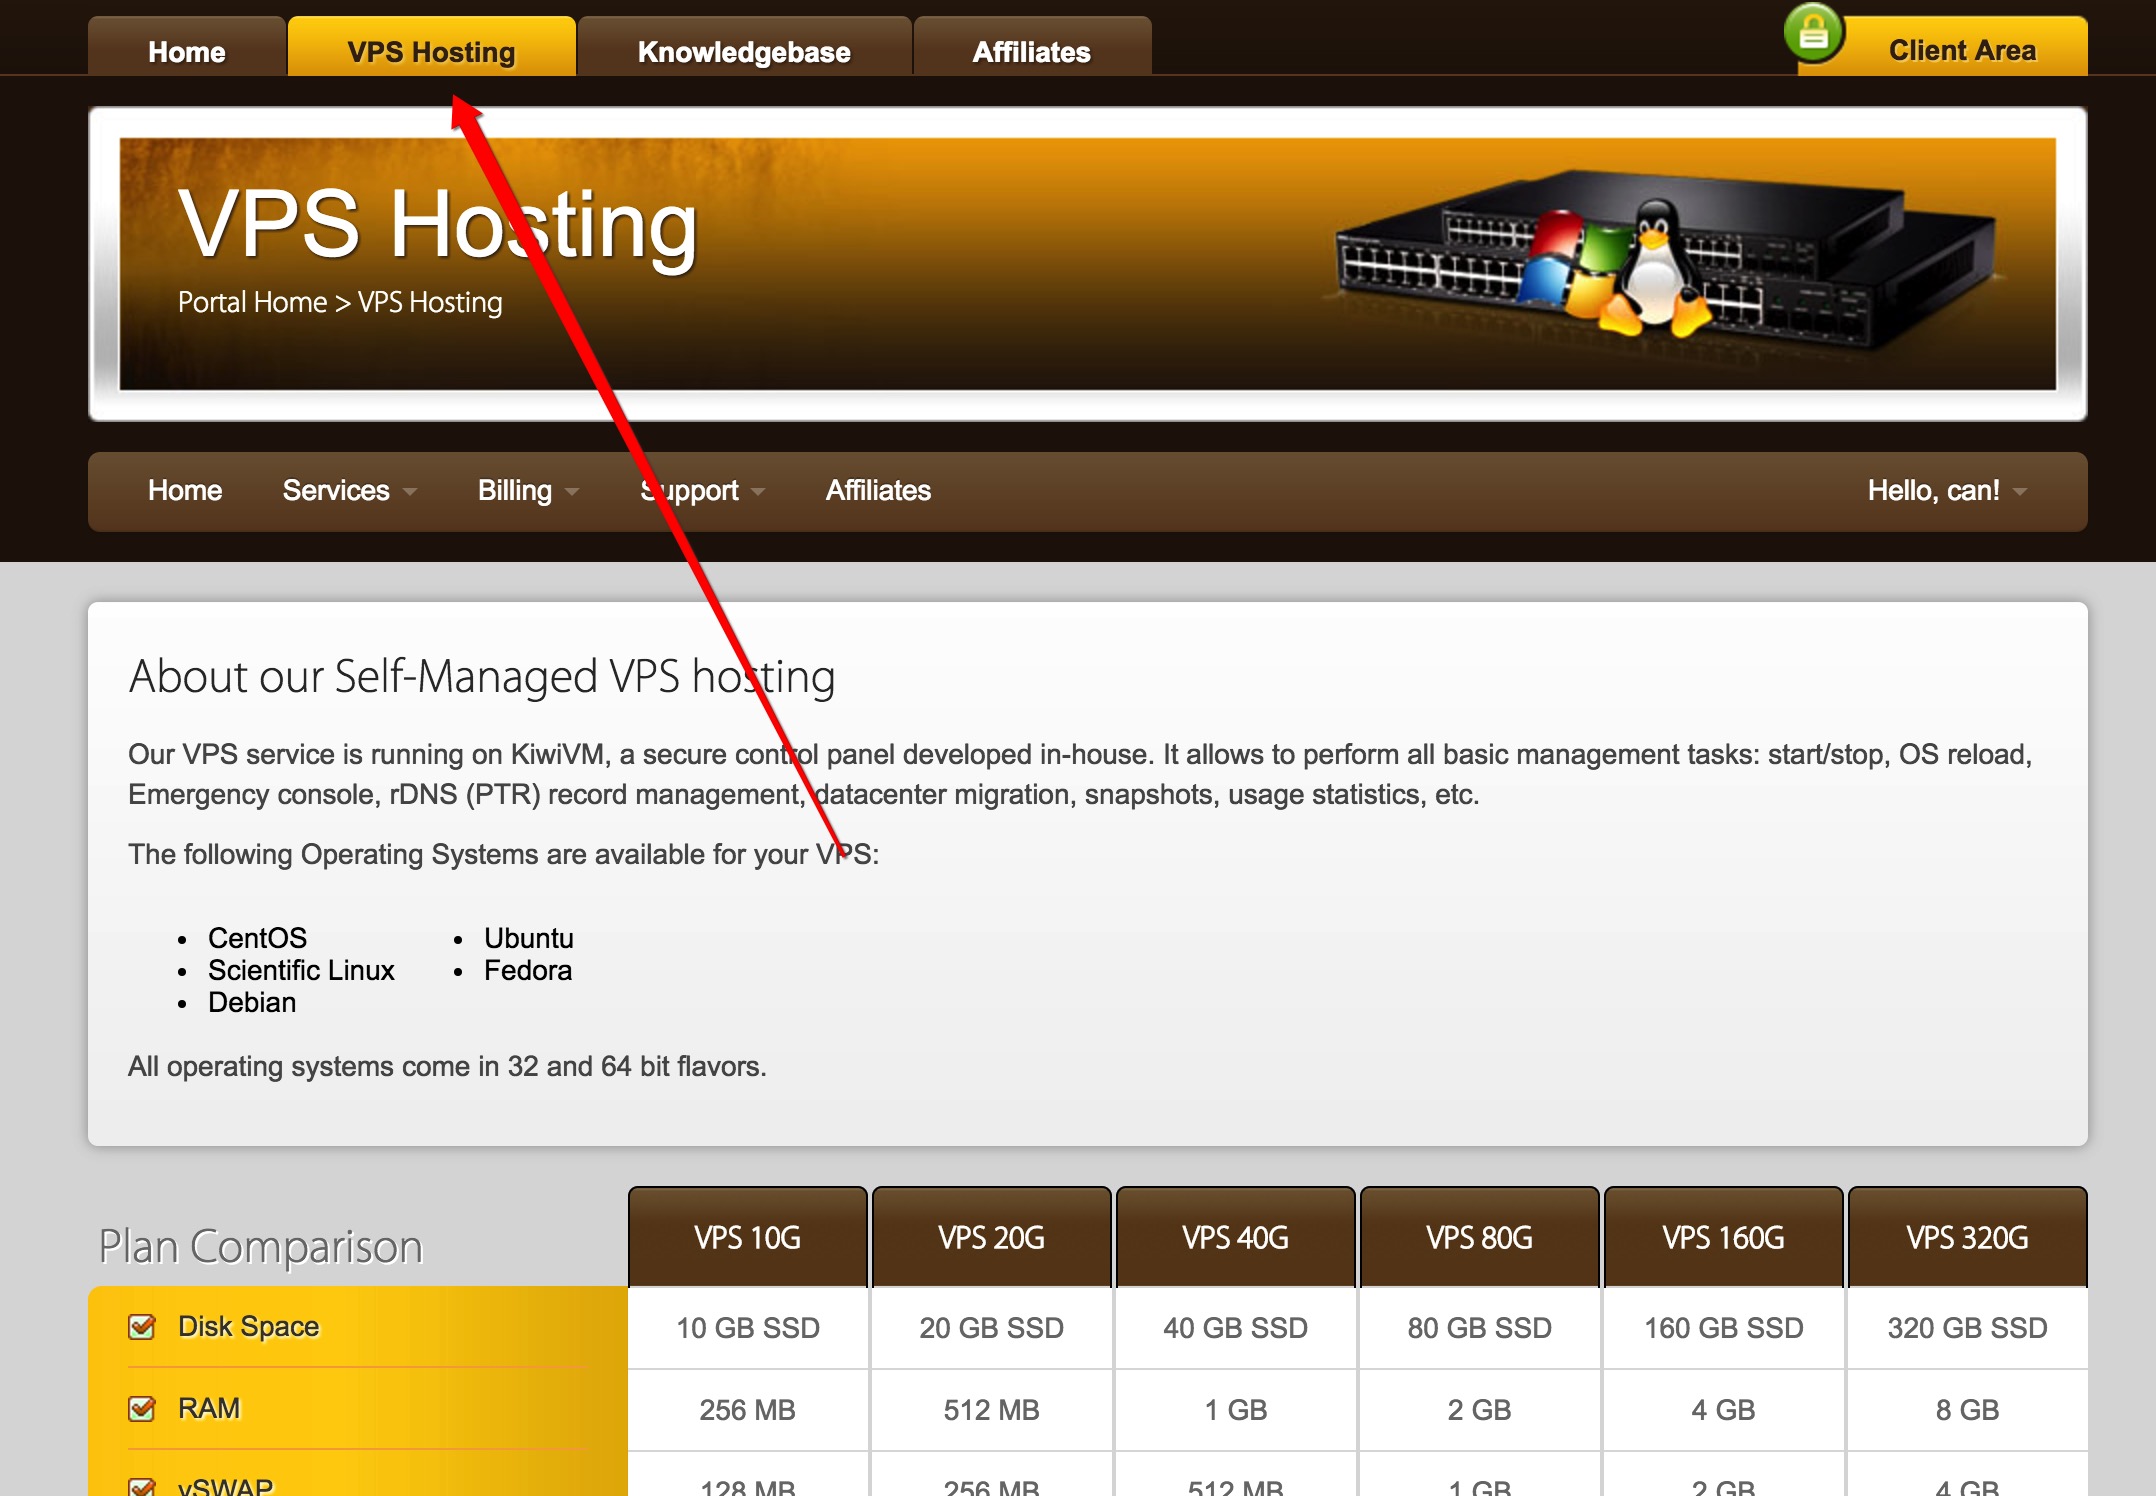 Home VPS Hosting Knowledgebase Affiliates Client Area
VPS Hosting
Portal Home > VPS Hosting
Home Services Billing Support Affiliates Hello, can!
About our Self-Managed VPS hosting
Our VPS service is running on KiwiVM, a secure control panel developed in-house. It allows to perform all basic management tasks: start/stop, OS reload,
Emergency console, rDNS (PTR) record management, datacenter migration, snapshots, usage statistics, etc.
The following Operating Systems are available for your VPS:
• CentOS • Ubuntu
• Scientific Linux • Fedora
• Debian
All operating systems come in 32 and 64 bit flavors.
Plan Comparison VPS 10G VPS 20G VPS 40G VPS 80G VPS 160G VPS 320G
Disk Space 10 GB SSD 20 GB SSD 40 GB SSD 80 GB SSD 160 GB SSD 320 GB SSD
RAM 256 MB 512 MB 1 GB 2 GB 4 GB 8 GB
vSWAP 128 MB 256 MB 512 MB 1 GB 2 GB 4 GB